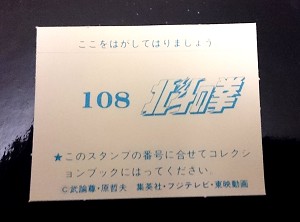 ここをはがしてはりましょう
108 北斗の拳
★このスタンプの番号に合せてコレクシ
ョンブックにはってください。
©武論尊・原哲夫 集英社・フジテレビ・東映動画